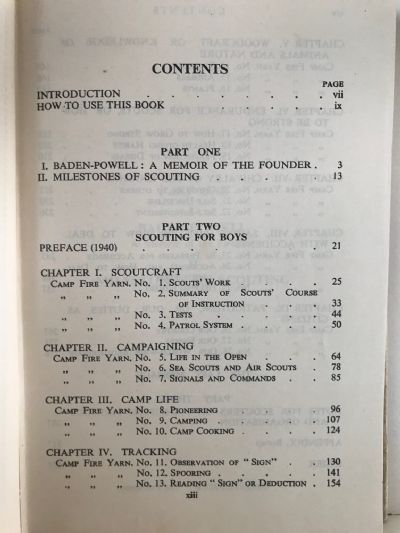 CONTENTS
PAGE
INTRODUCTION . . . . . . . . vii
HOW TO USE THIS BOOK . . . . . . ix
PART ONE
I. BADEN-POWELL : A MEMOIR OF THE FOUNDER . 3
II. MILESTONES OF SCOUTING . . . . . 13
PART TWO
SCOUTING FOR BOYS
PREFACE (1940) . . . . . . . 21
CHAPTER I. SCOUTCRAFT
CAMP FIRE YARN. No. 1. SCOUTS' WORK . . . 25
„ „ „ No. 2. SUMMARY OF SCOUTS' COURSE
OF INSTRUCTION . . 33
„ „ „ No. 3. TESTS . . . . 44
„ „ „ No. 4. PATROL SYSTEM . . . 50
CHAPTER II. CAMPAIGNING
CAMP FIRE YARN. No. 5. LIFE IN THE OPEN . . 64
„ „ „ No. 6. SEA SCOUTS AND AIR SCOUTS . 78
„ „ „ No. 7. SIGNALS AND COMMANDS . . 85
CHAPTER III. CAMP LIFE
CAMP FIRE YARN. No. 8. PIONEERING . . . 96
„ „ „ No. 9. CAMPING . . . . 107
„ „ „ No. 10. CAMP COOKING . . . 124
CHAPTER IV. TRACKING
CAMP FIRE YARN. No. 11. OBSERVATION OF "SIGN" . . 130
„ „ „ No. 12. SPOORING . . . . 141
„ „ „ No. 13. READING "SIGN" OR DEDUCTION . 154
xiii